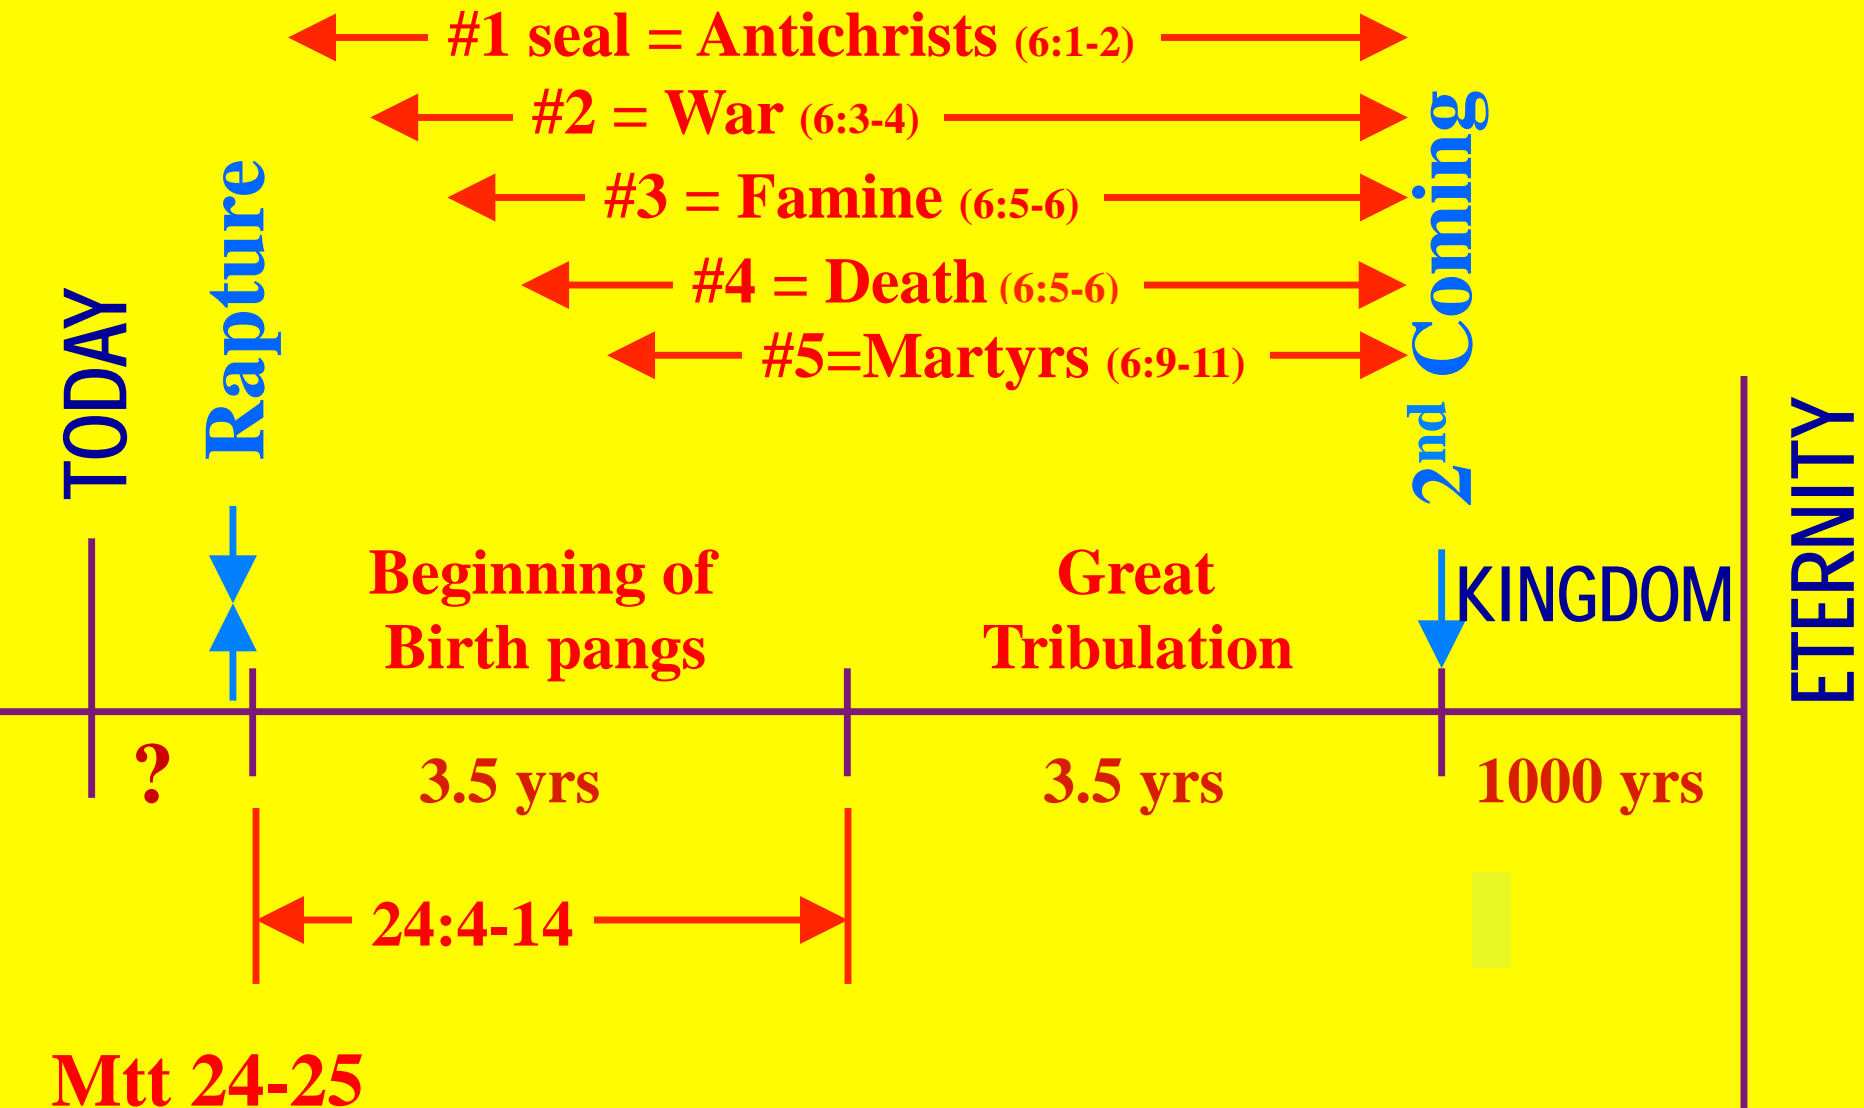 #1 seal = Antichrists (6:1-2)
#2 = War (6:3-4)
#3 = Famine (6:5-6)
#4 = Death (6:5-6)
#5=Martyrs (6:9-11)
TODAY
Rapture
2nd Coming
ETERNITY
Beginning of
Birth pangs
Great
Tribulation
KINGDOM
?
3.5 yrs
3.5 yrs
1000 yrs
24:4-14
Mtt 24-25